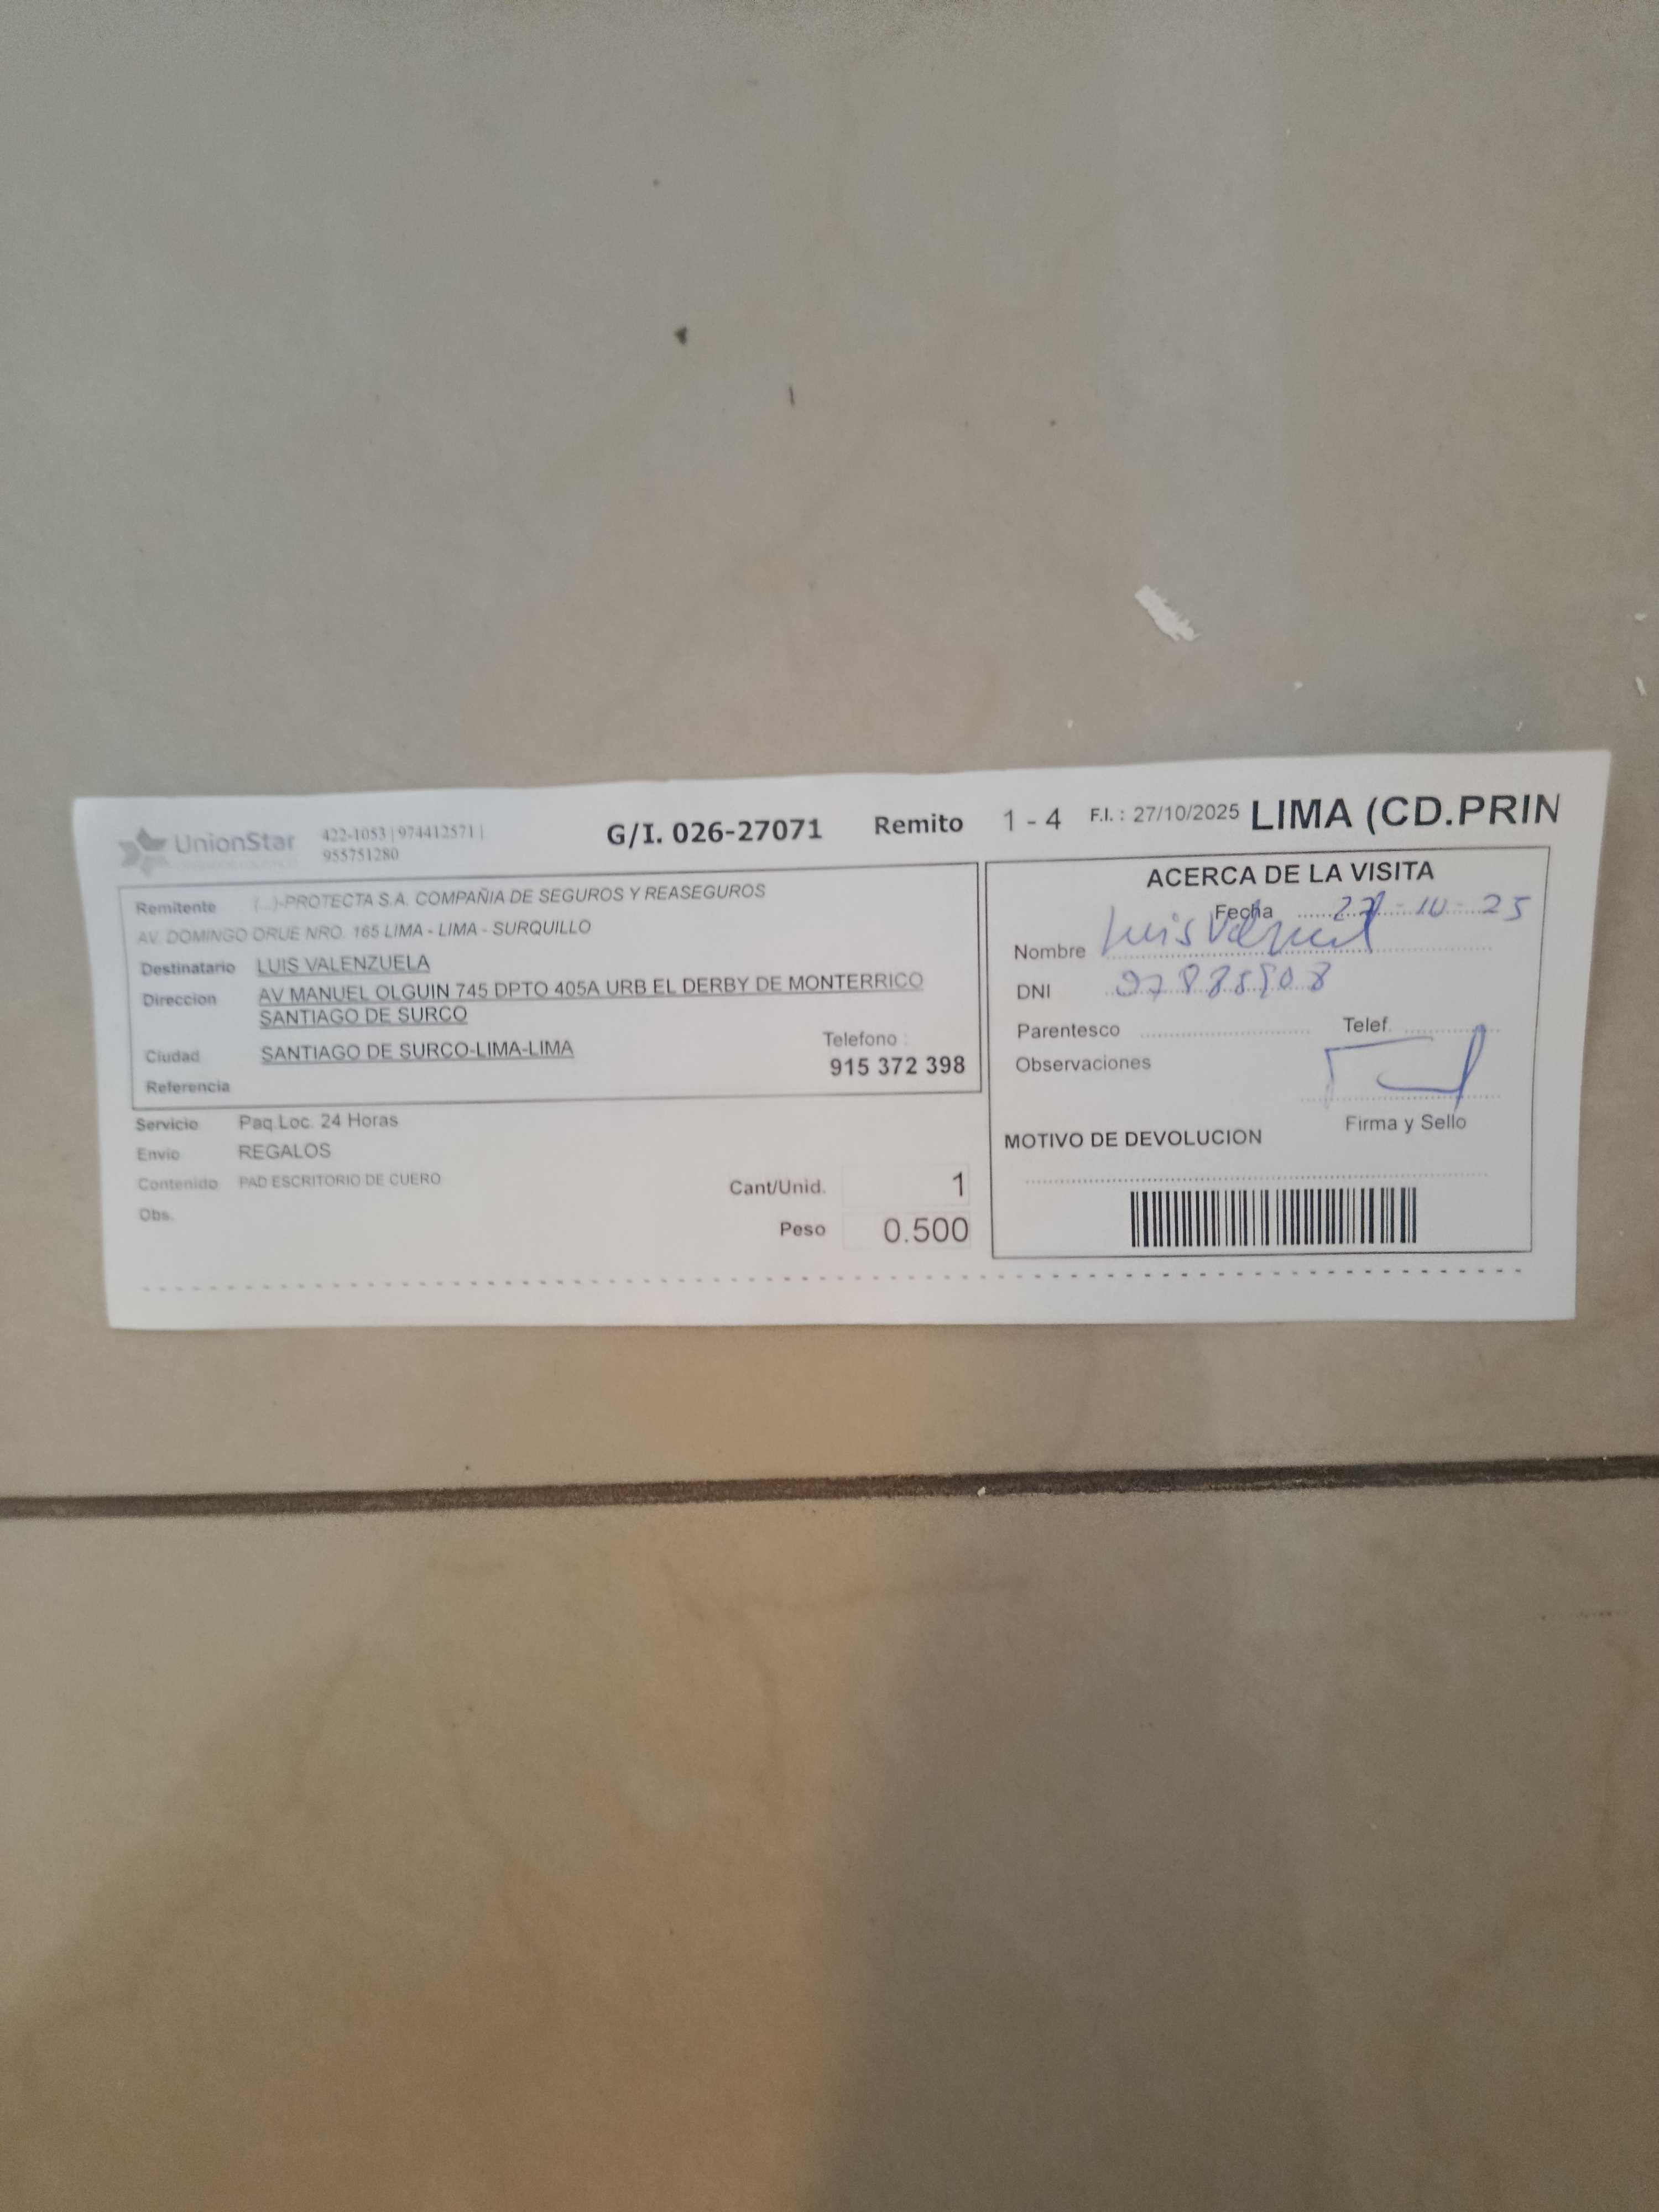 UnionStar
422-1053 | 974412571 |
955751280
G/I. 026-27071 Remito 1 - 4 F.I. : 27/10/2025 LIMA (CD.PRIN
Remitente (...)-PROTECTA S.A. COMPAÑIA DE SEGUROS Y REASEGUROS
AV. DOMINGO ORUE NRO. 165 LIMA - LIMA - SURQUILLO
Destinatario LUIS VALENZUELA
Direccion AV MANUEL OLGUIN 745 DPTO 405A URB EL DERBY DE MONTERRICO
SANTIAGO DE SURCO
Ciudad SANTIAGO DE SURCO-LIMA-LIMA
Telefono :
915 372 398
Referencia
Servicio Paq.Loc. 24 Horas
Envio REGALOS
Contenido PAD ESCRITORIO DE CUERO
Obs.
Cant/Unid. 1
Peso 0.500
ACERCA DE LA VISITA
Fecha 27-10-25
Nombre Luis
DNI
Parentesco Telef.
Observaciones
Firma y Sello
MOTIVO DE DEVOLUCION